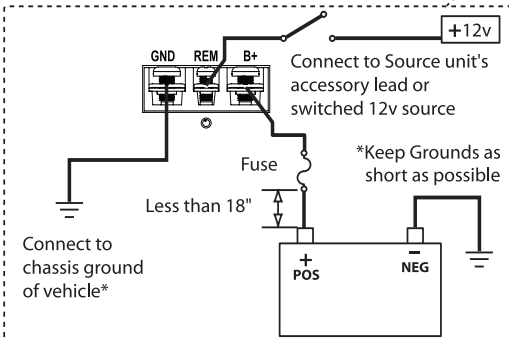 +12v
GND REM B+
Connect to Source unit's
accessory lead or
switched 12v source
Fuse
*Keep Grounds as
short as possible
Less than 18"
Connect to
chassis ground
of vehicle*
+
POS
–
NEG